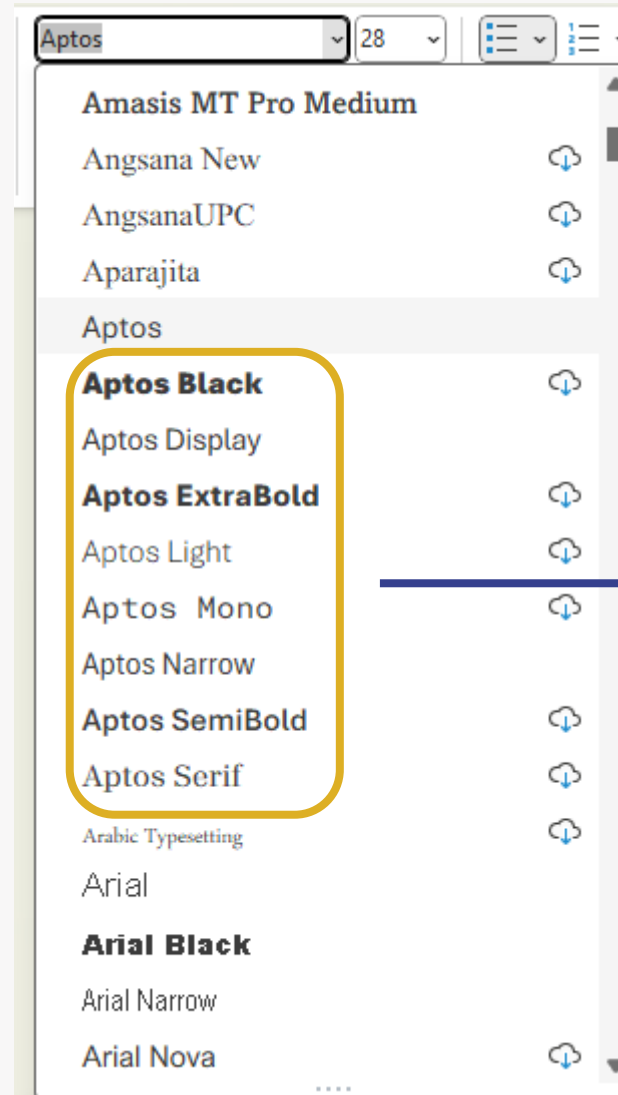 Aptos 28
Amasis MT Pro Medium
Angsana New
AngsanaUPC
Aparajita
Aptos
Aptos Black
Aptos Display
Aptos ExtraBold
Aptos Light
Aptos Mono
Aptos Narrow
Aptos SemiBold
Aptos Serif
Arabic Typesetting
Arial
Arial Black
Arial Narrow
Arial Nova